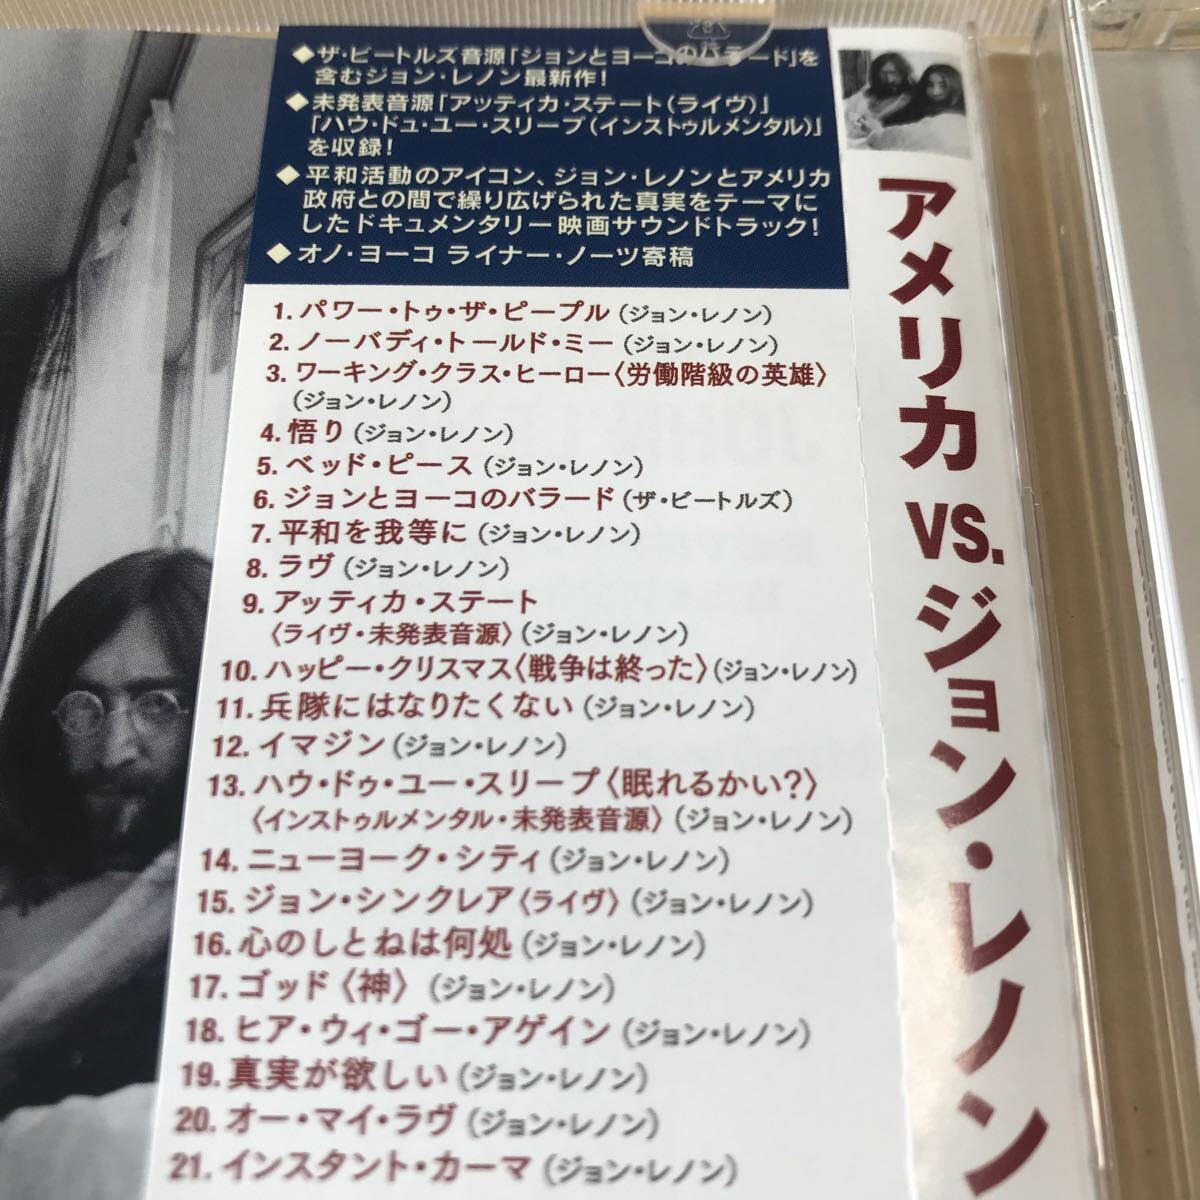 ◆ザ・ビートルズ音源「ジョンとヨーコのバラード」を
含むジョン・レノン最新作！
◆未発表音源「アッティカ・ステート(ライヴ)」
「ハウ・ドュ・ユー・スリープ(インストゥルメンタル)」
を収録！
◆平和活動のアイコン、ジョン・レノンとアメリカ
政府との間で繰り広げられた真実をテーマに
したドキュメンタリー映画サウンドトラック！
◆オノ・ヨーコ ライナー・ノーツ寄稿
1. パワー・トゥ・ザ・ピープル (ジョン・レノン)
2. ノーバディ・トールド・ミー (ジョン・レノン)
3. ワーキング・クラス・ヒーロー〈労働階級の英雄〉
(ジョン・レノン)
4. 悟り (ジョン・レノン)
5. ベッド・ピース (ジョン・レノン)
6. ジョンとヨーコのバラード (ザ・ビートルズ)
7. 平和を我等に (ジョン・レノン)
8. ラヴ (ジョン・レノン)
9. アッティカ・ステート
〈ライヴ・未発表音源〉(ジョン・レノン)
10. ハッピー・クリスマス〈戦争は終った〉(ジョン・レノン)
11. 兵隊にはなりたくない (ジョン・レノン)
12. イマジン (ジョン・レノン)
13. ハウ・ドゥ・ユー・スリープ〈眠れるかい？〉
〈インストゥルメンタル・未発表音源〉(ジョン・レノン)
14. ニューヨーク・シティ (ジョン・レノン)
15. ジョン・シンクレア〈ライヴ〉(ジョン・レノン)
16. 心のしとねは何処 (ジョン・レノン)
17. ゴッド〈神〉 (ジョン・レノン)
18. ヒア・ウィ・ゴー・アゲイン (ジョン・レノン)
19. 真実が欲しい (ジョン・レノン)
20. オー・マイ・ラヴ (ジョン・レノン)
21. インスタント・カーマ (ジョン・レノン)
アメリカ VS. ジョン・レノン